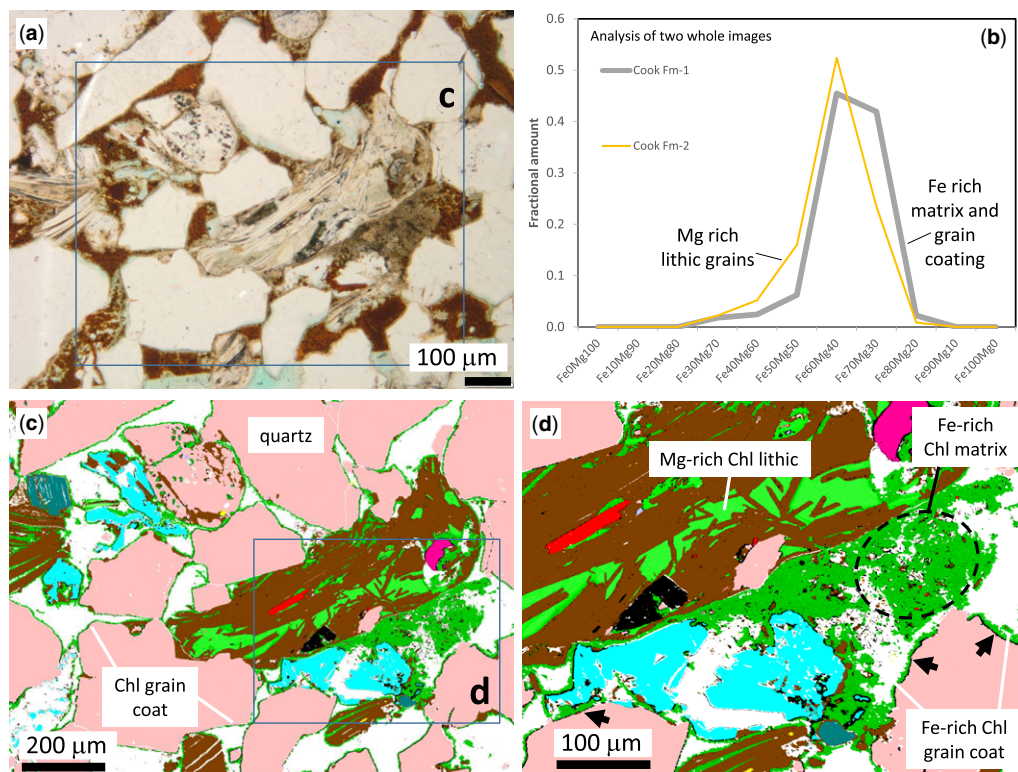 (a)
c
100 µm
(b)
Analysis of two whole images
Cook Fm-1
Cook Fm-2
Mg rich
lithic grains
Fe rich
matrix and
grain
coating
Fractional amount
0.6
0.5
0.4
0.3
0.2
0.1
0.0
Fe0Mg100
Fe10Mg90
Fe20Mg80
Fe30Mg70
Fe40Mg60
Fe50Mg50
Fe60Mg40
Fe70Mg30
Fe80Mg20
Fe90Mg10
Fe100Mg0
(c)
quartz
Chl grain
coat
d
200 µm
(d)
Mg-rich Chl lithic
Fe-rich
Chl matrix
Fe-rich Chl
grain coat
100 µm